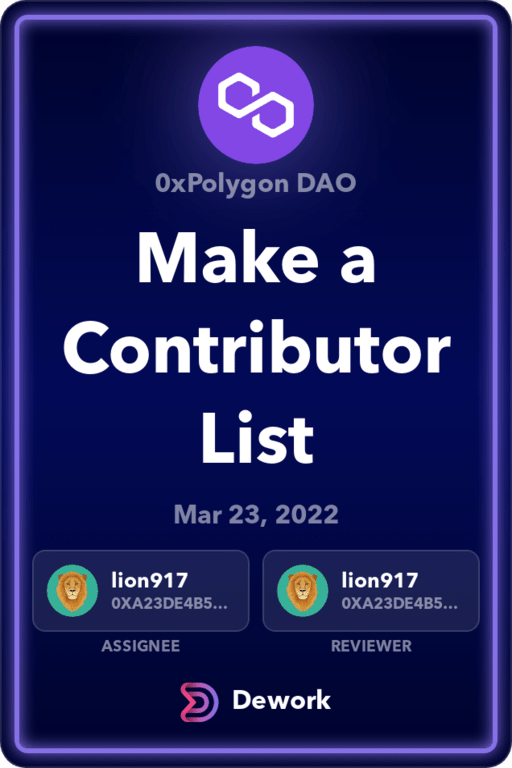 0xPolygon DAO
Make a
Contributor
List
Mar 23, 2022
lion917
0XA23DE4B5...
lion917
0XA23DE4B5...
ASSIGNEE
REVIEWER
Dework